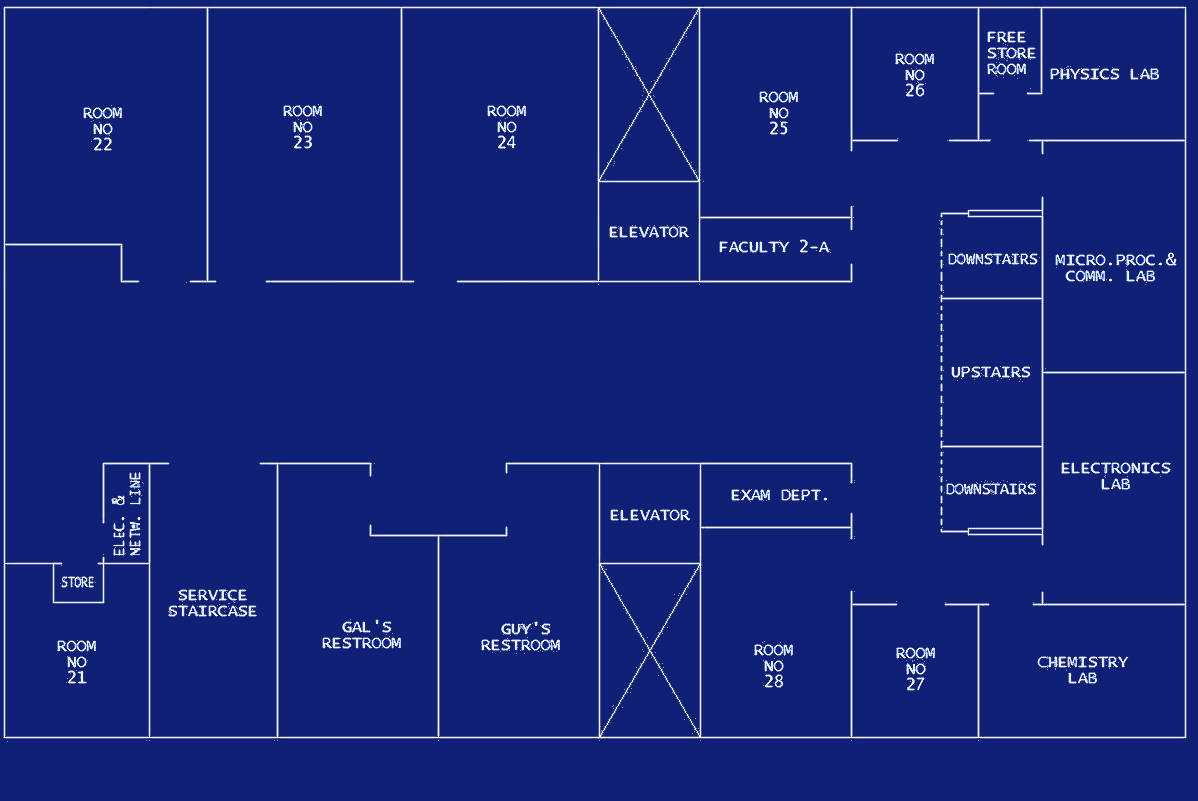 ROOM
NO
22
ROOM
NO
23
ROOM
NO
24
ROOM
NO
25
ROOM
NO
26
FREE
STORE
ROOM
PHYSICS LAB
ELEVATOR
FACULTY 2-A
DOWNSTAIRS
MICRO.PROC.&
COMM. LAB
UPSTAIRS
ELEC. &
NETW. LINE
ELEVATOR
EXAM DEPT.
DOWNSTAIRS
ELECTRONICS
LAB
STORE
ROOM
NO
21
SERVICE
STAIRCASE
GAL'S
RESTROOM
GUY'S
RESTROOM
ROOM
NO
28
ROOM
NO
27
CHEMISTRY
LAB